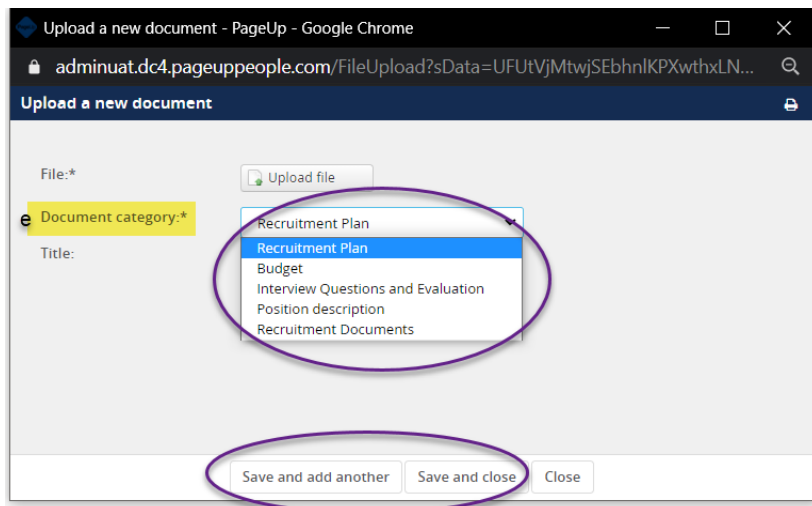 Upload a new document - PageUp - Google Chrome
adminuat.dc4.pageuppeople.com/FileUpload?sData=UFUtVjMtwjSEbhnlKPXwthxLN...
Upload a new document
File:*
Upload file
e Document category:*
Recruitment Plan
Title:
Recruitment Plan
Budget
Interview Questions and Evaluation
Position description
Recruitment Documents
Save and add another Save and close Close